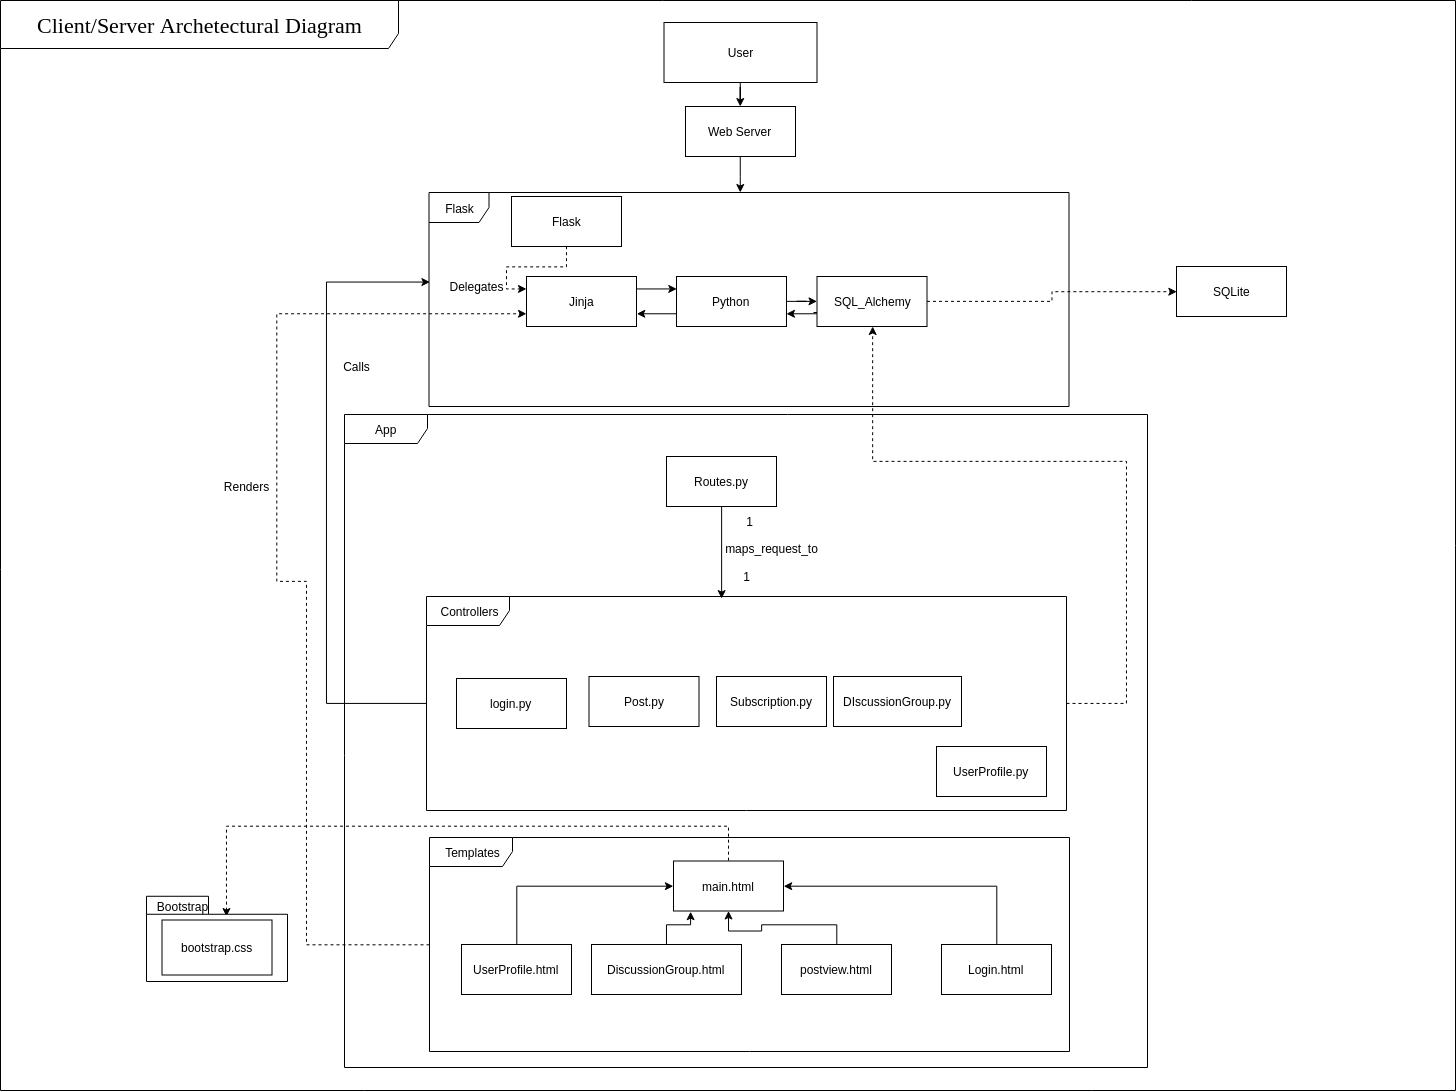 Client/Server Archetectural Diagram
User
Web Server
Flask
Flask
Delegates
Jinja
Python
SQL_Alchemy
SQLite
Calls
App
Renders
Routes.py
1
maps_request_to
1
Controllers
login.py
Post.py
Subscription.py
DIscussionGroup.py
UserProfile.py
Templates
main.html
Bootstrap
bootstrap.css
UserProfile.html
DiscussionGroup.html
postview.html
Login.html